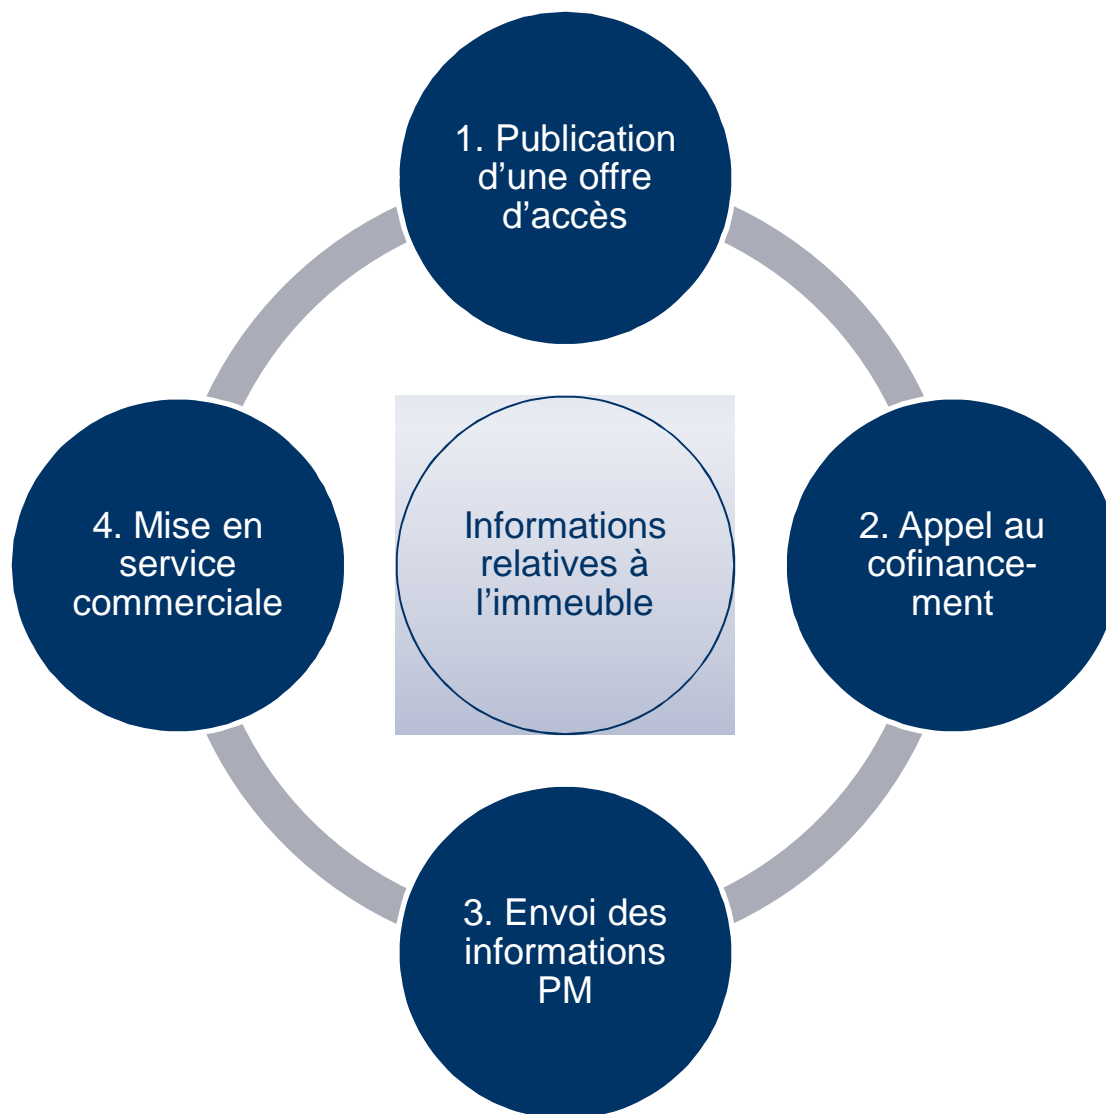 1. Publication
d’une offre
d’accès
2. Appel au
cofinance-
ment
3. Envoi des
informations
PM
4. Mise en
service
commerciale
Informations
relatives à
l’immeuble